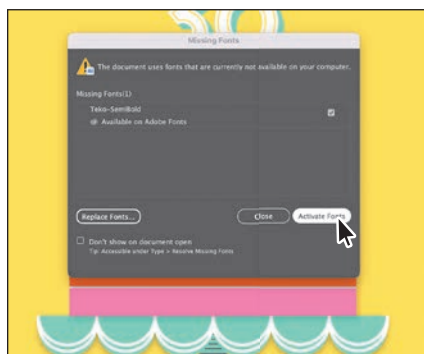 Missing Fonts
The document uses fonts that are currently not available on your computer.
Missing Fonts(1)
Teko-SemiBold
Available on Adobe Fonts
Replace Fonts...
Close
Activate Fonts
Don't show on document open
Tip: Accessible under Type > Resolve Missing Fonts